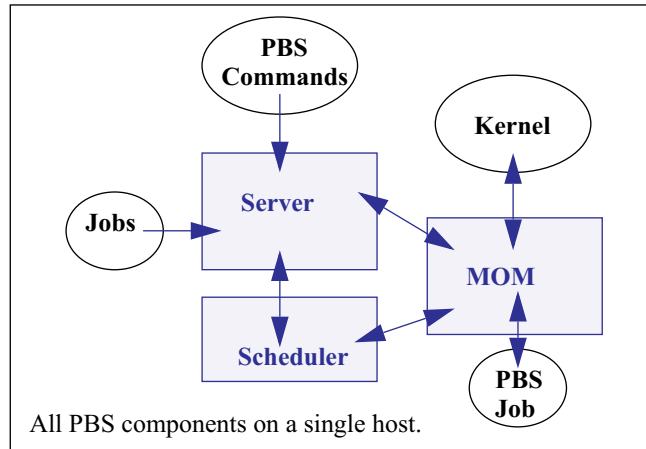 PBS
Commands
Kernel
Server
Jobs
MOM
Scheduler
PBS
Job
All PBS components on a single host.